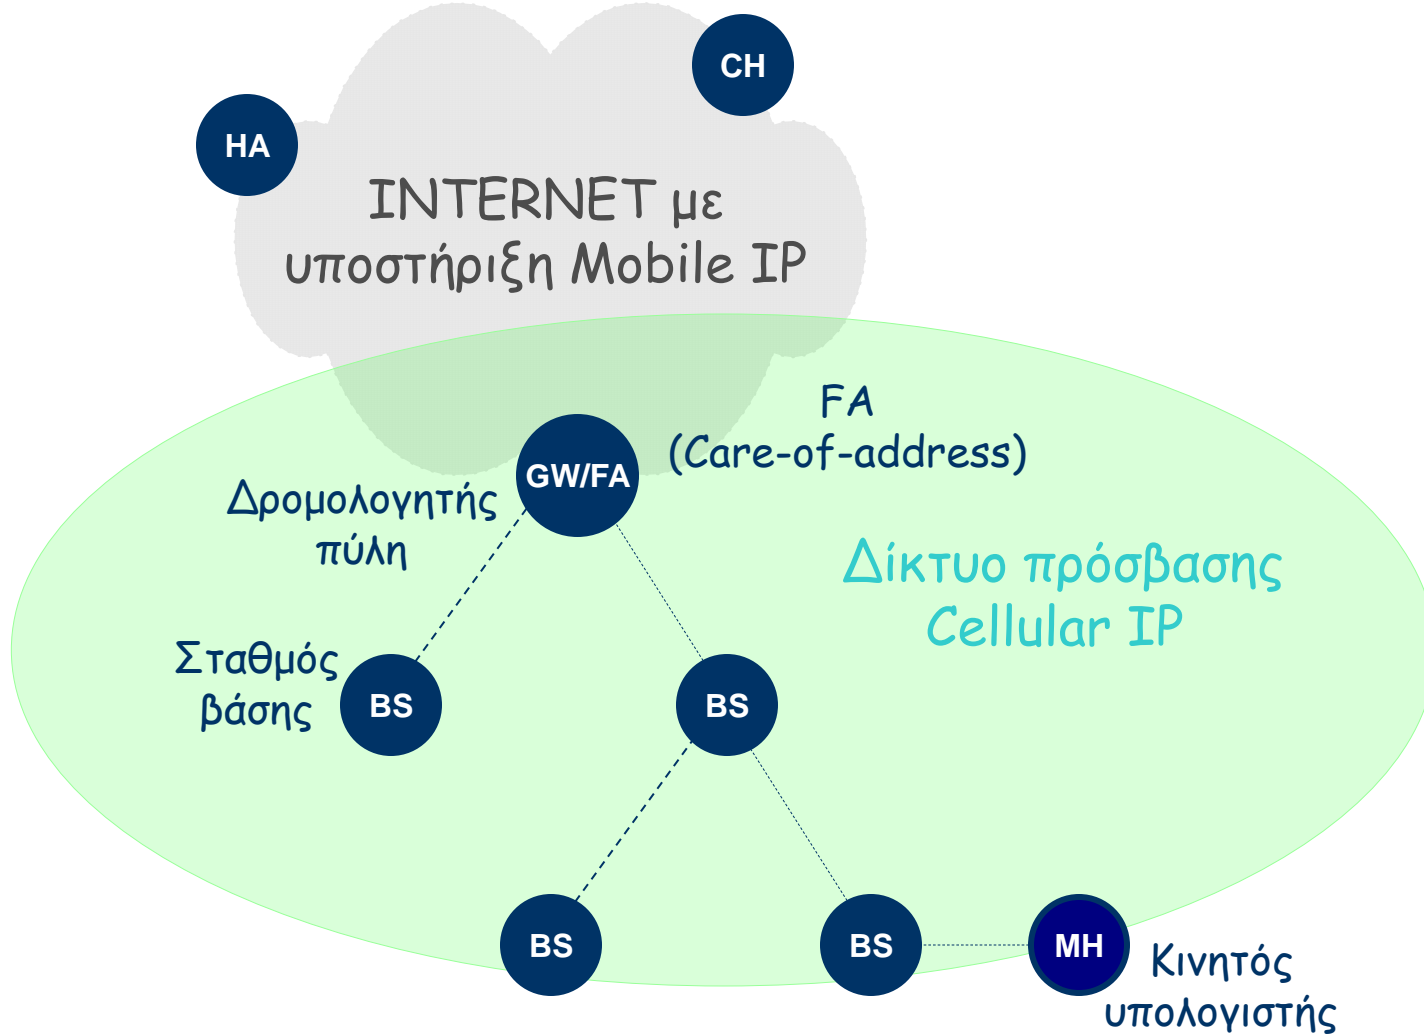 CH
HA
INTERNET με
υποστήριξη Mobile IP
FA
(Care-of-address)
GW/FA
Δρομολογητής
πύλη
Δίκτυο πρόσβασης
Cellular IP
Σταθμός
βάσης
BS
BS
BS
BS
MH
Κινητός
υπολογιστής